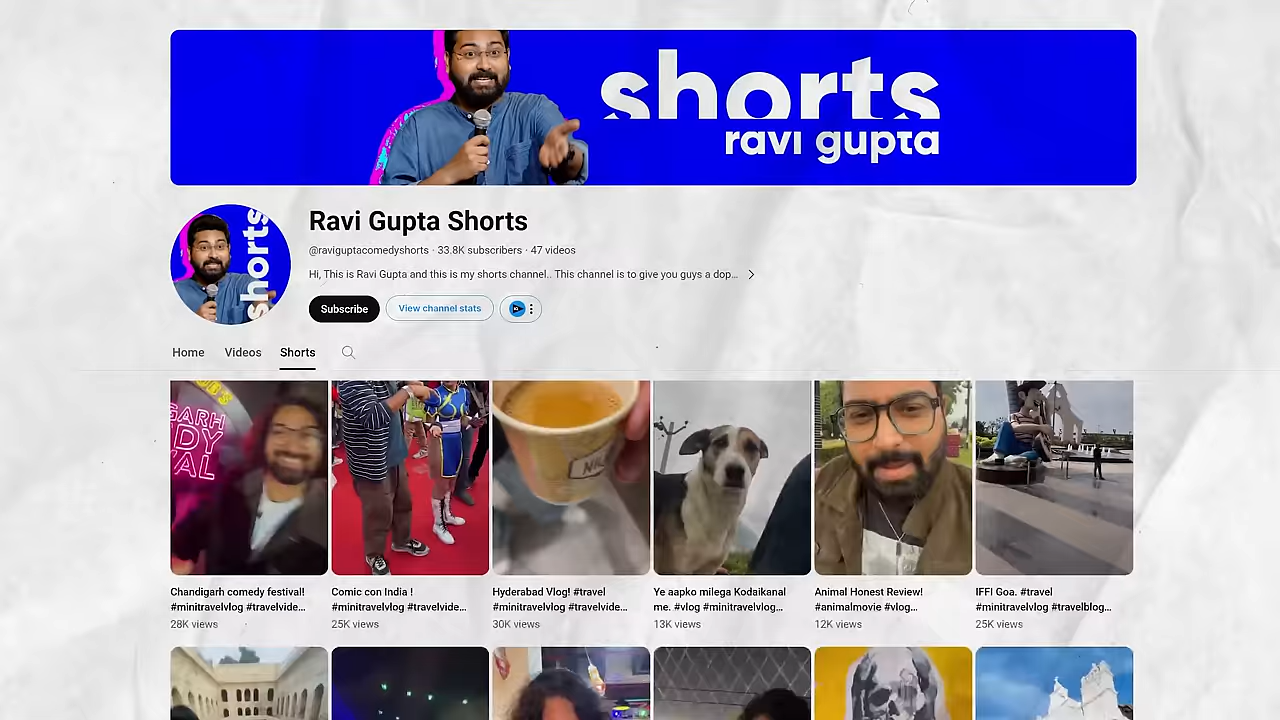 shorts
ravi gupta
shorts
Ravi Gupta Shorts
@raviguptacomedyshorts · 33.8K subscribers · 47 videos
Hi, This is Ravi Gupta and this is my shorts channel.. This channel is to give you guys a dop...
Subscribe
View channel stats
Home
Videos
Shorts
GARH
DY
VAL
Chandigarh comedy festival!
#minitravelvlog #travelvide...
28K views
Comic con India !
#minitravelvlog #travelvide...
25K views
Hyderabad Vlog! #travel
#minitravelvlog #travelvide...
30K views
Ye aapko milega Kodaikanal
me. #vlog #minitravelvlog...
13K views
Animal Honest Review!
#animalmovie #vlog...
12K views
IFFI Goa. #travel
#minitravelvlog #travelblog...
25K views